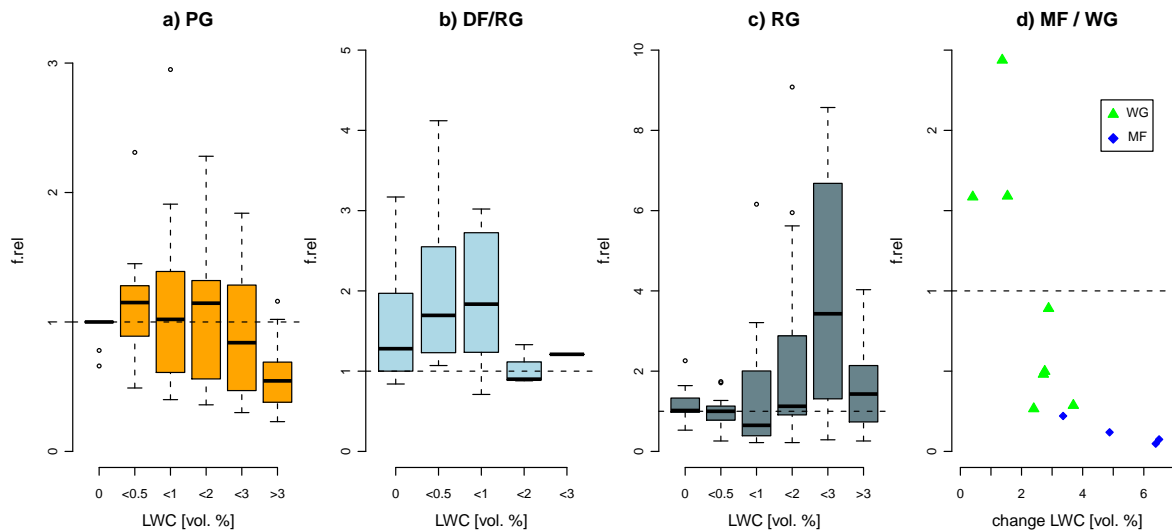 a) PG
f.rel
3
2
1
0
0 <0.5 <1 <2 <3 >3
LWC [vol. %]
b) DF/RG
f.rel
5
4
3
2
1
0
0 <0.5 <1 <2 <3
LWC [vol. %]
c) RG
f.rel
10
8
6
4
2
0
0 <0.5 <1 <2 <3 >3
LWC [vol. %]
d) MF / WG
f.rel
2
1
0
WG
MF
0 2 4 6
change LWC [vol. %]